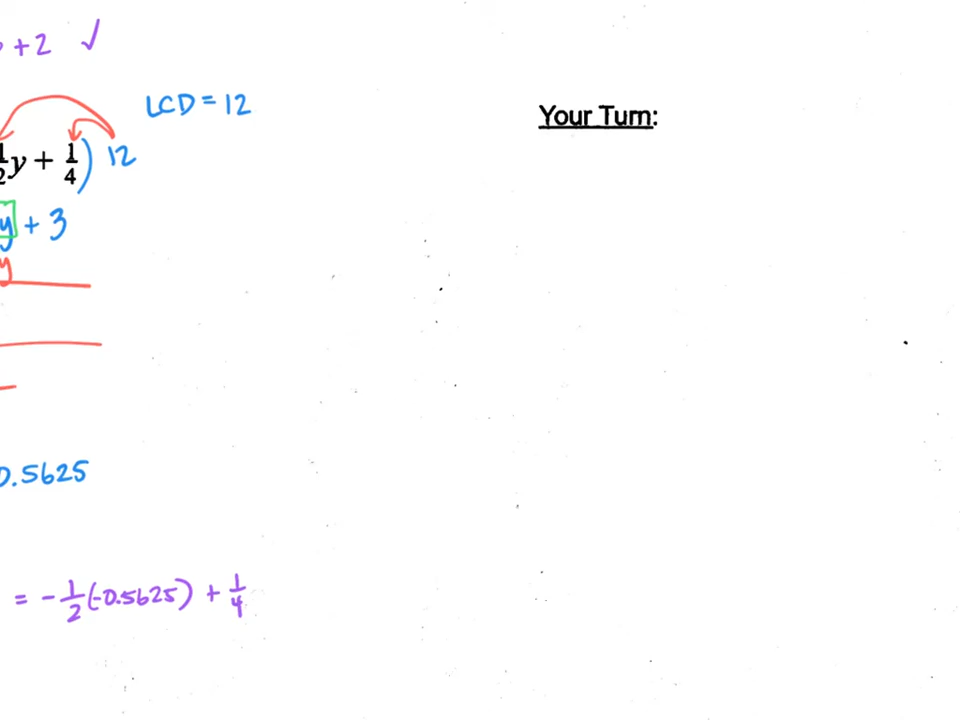 +2 ✓
LCD = 12
Your Turn:
y + 1/4) 12
y + 3
y
0.5625
= -1/2(-0.5625) + 1/4